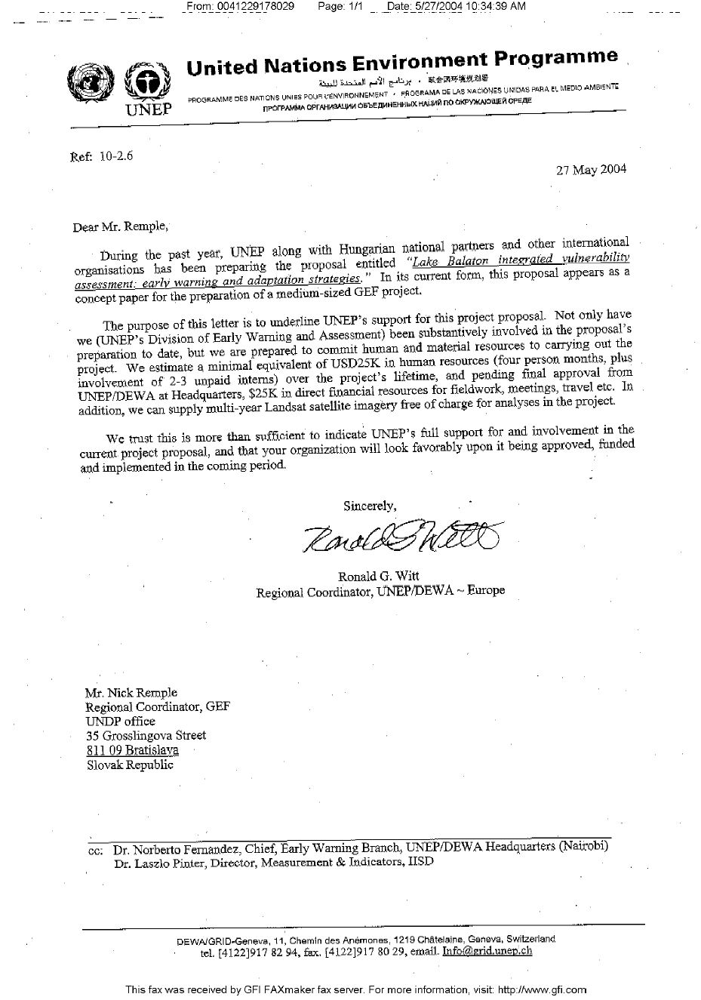 From: 0041229178029 Page: 1/1 Date: 5/27/2004 10:34:39 AM
United Nations Environment Programme
برنامج الأمم المتحدة للبيئة • 联合国环境规划署
PROGRAMME DES NATIONS UNIES POUR L'ENVIRONNEMENT • PROGRAMA DE LAS NACIONES UNIDAS PARA EL MEDIO AMBIENTE
ПРОГРАММА ОРГАНИЗАЦИИ ОБЪЕДИНЕННЫХ НАЦИЙ ПО ОКРУЖАЮЩЕЙ СРЕДЕ
UNEP
Ref: 10-2.6
27 May 2004
Dear Mr. Remple,
During the past year, UNEP along with Hungarian national partners and other international
organisations has been preparing the proposal entitled "Lake Balaton integrated vulnerability
assessment: early warning and adaptation strategies." In its current form, this proposal appears as a
concept paper for the preparation of a medium-sized GEF project.
The purpose of this letter is to underline UNEP's support for this project proposal. Not only have
we (UNEP's Division of Early Warning and Assessment) been substantively involved in the proposal's
preparation to date, but we are prepared to commit human and material resources to carrying out the
project. We estimate a minimal equivalent of USD25K in human resources (four person months, plus
involvement of 2-3 unpaid interns) over the project's lifetime, and pending final approval from
UNEP/DEWA at Headquarters, $25K in direct financial resources for fieldwork, meetings, travel etc. In
addition, we can supply multi-year Landsat satellite imagery free of charge for analyses in the project.
We trust this is more than sufficient to indicate UNEP's full support for and involvement in the
current project proposal, and that your organization will look favorably upon it being approved, funded
and implemented in the coming period.
Sincerely,
Ronald G Witt
Ronald G. Witt
Regional Coordinator, UNEP/DEWA ~ Europe
Mr. Nick Remple
Regional Coordinator, GEF
UNDP office
35 Grosslingova Street
811 09 Bratislava
Slovak Republic
cc: Dr. Norberto Fernandez, Chief, Early Warning Branch, UNEP/DEWA Headquarters (Nairobi)
Dr. Laszlo Pinter, Director, Measurement & Indicators, IISD
DEWA/GRID-Geneva, 11, Chemin des Anémones, 1219 Châtelaine, Geneva, Switzerland
tel. [4122]917 82 94, fax. [4122]917 80 29, email. Info@grid.unep.ch
This fax was received by GFI FAXmaker fax server. For more information, visit: http://www.gfi.com